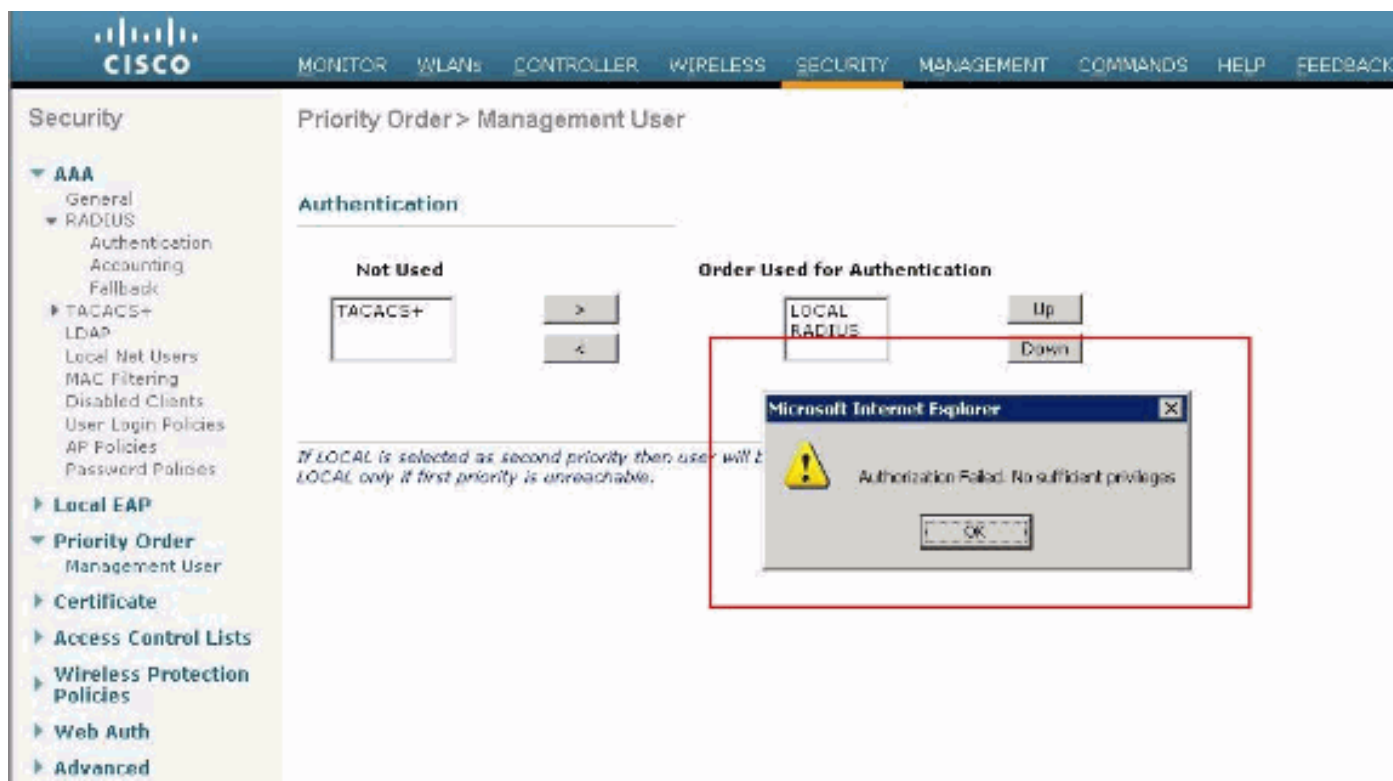 CISCO
MONITOR WLANs CONTROLLER WIRELESS SECURITY MANAGEMENT COMMANDS HELP FEEDBACK
Security
AAA
General
RADIUS
Authentication
Accounting
Fallback
TACACS+
LDAP
Local Net Users
MAC Filtering
Disabled Clients
User Login Policies
AP Policies
Password Policies
Local EAP
Priority Order
Management User
Certificate
Access Control Lists
Wireless Protection
Policies
Web Auth
Advanced
Priority Order > Management User
Authentication
Not Used
Order Used for Authentication
TACACS+
>
<
LOCAL
RADIUS
Up
Down
If LOCAL is selected as second priority then user will
LOCAL only if first priority is unreachable.
Microsoft Internet Explorer
Authorization Failed. No sufficient privileges
OK